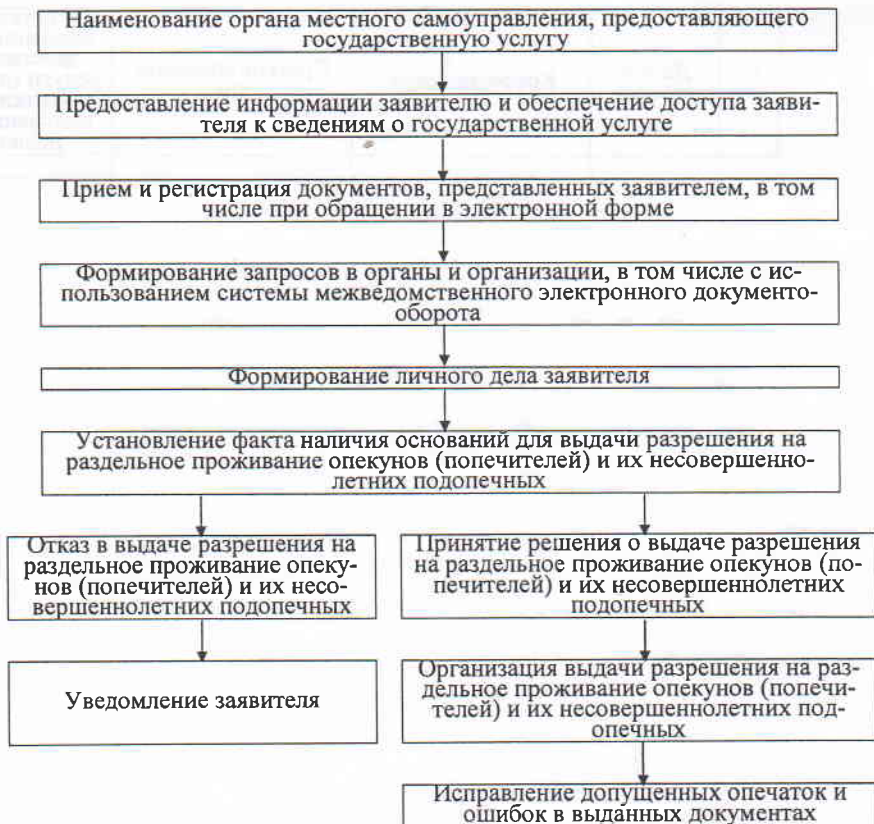 Наименование органа местного самоуправления, предоставляющего
государственную услугу
Предоставление информации заявителю и обеспечение доступа заяви-
теля к сведениям о государственной услуге
Прием и регистрация документов, представленных заявителем, в том
числе при обращении в электронной форме
Формирование запросов в органы и организации, в том числе с ис-
пользованием системы межведомственного электронного документо-
оборота
Формирование личного дела заявителя
Установление факта наличия оснований для выдачи разрешения на
раздельное проживание опекунов (попечителей) и их несовершенно-
летних подопечных
Отказ в выдаче разрешения на
раздельное проживание опеку-
нов (попечителей) и их несо-
вершеннолетних подопечных
Уведомление заявителя
Принятие решения о выдаче разрешения
на раздельное проживание опекунов (по-
печителей) и их несовершеннолетних
подопечных
Организация выдачи разрешения на раз-
дельное проживание опекунов (попечи-
телей) и их несовершеннолетних под-
опечных
Исправление допущенных опечаток и
ошибок в выданных документах